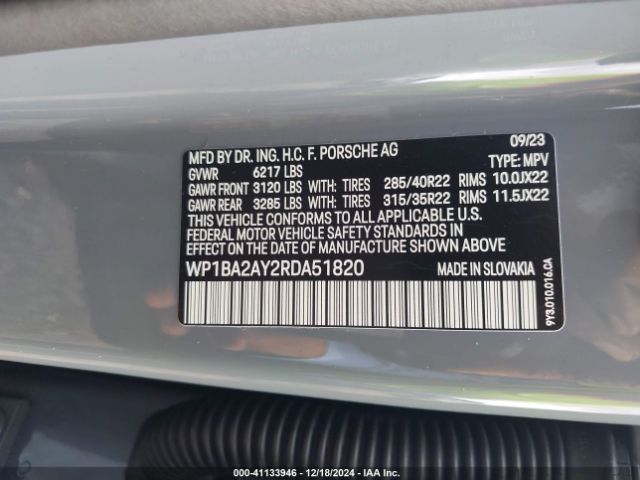 09/23
MFD BY DR. ING. H.C. F. PORSCHE AG
GVWR 6217 LBS TYPE: MPV
GAWR FRONT 3120 LBS WITH: TIRES 285/40R22 RIMS 10.0JX22
GAWR REAR 3285 LBS WITH: TIRES 315/35R22 RIMS 11.5JX22
THIS VEHICLE CONFORMS TO ALL APPLICABLE U.S.
FEDERAL MOTOR VEHICLE SAFETY STANDARDS IN
EFFECT ON THE DATE OF MANUFACTURE SHOWN ABOVE
WP1BA2AY2RDA51820 MADE IN SLOVAKIA
9Y3.010.016.CA
000-41133946 - 12/18/2024 - IAA Inc.